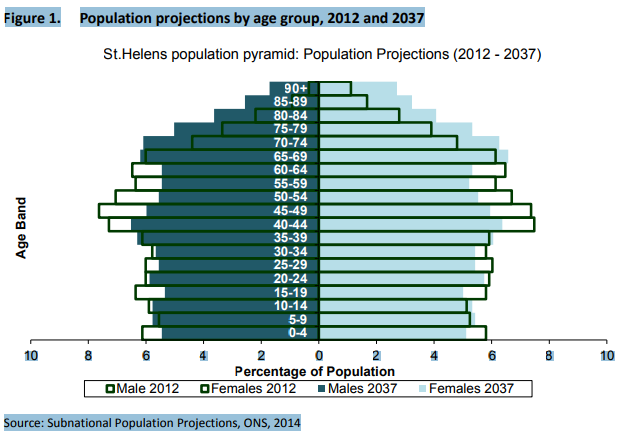 Figure 1. Population projections by age group, 2012 and 2037
St.Helens population pyramid: Population Projections (2012 - 2037)
Age Band
90+
85-89
80-84
75-79
70-74
65-69
60-64
55-59
50-54
45-49
40-44
35-39
30-34
25-29
20-24
15-19
10-14
5-9
0-4
10 8 6 4 2 0 2 4 6 8 10
Percentage of Population
Male 2012 Females 2012 Males 2037 Females 2037
Source: Subnational Population Projections, ONS, 2014